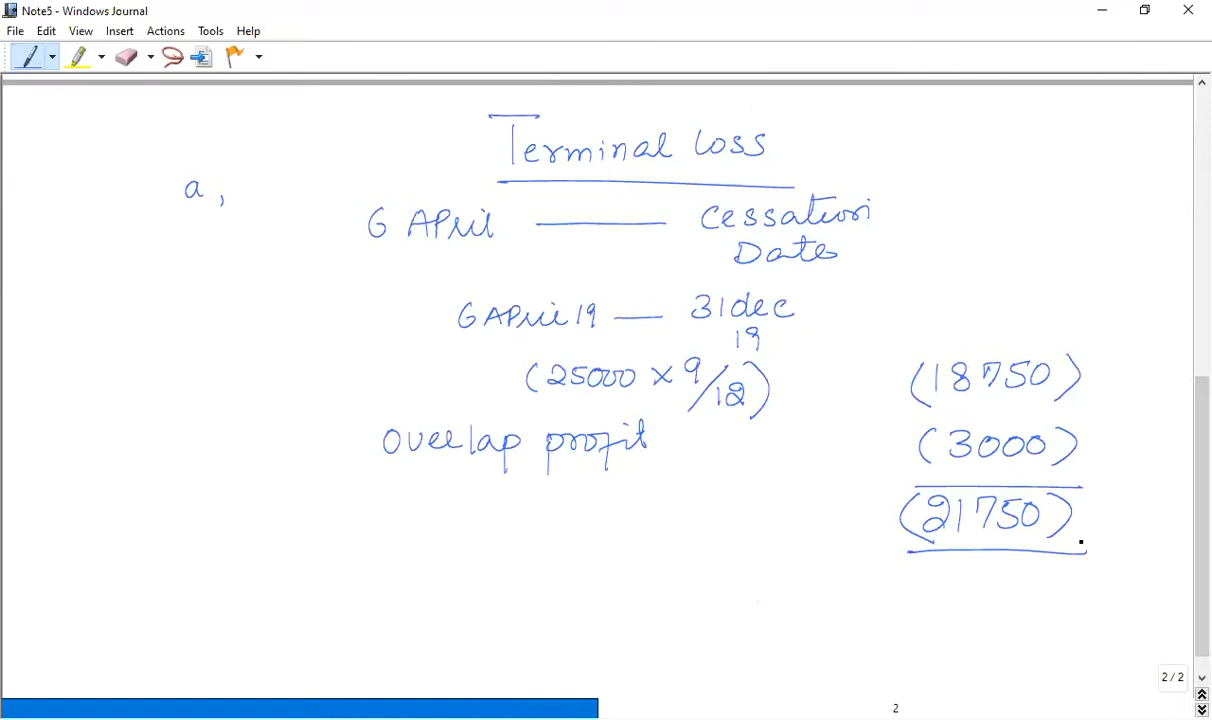 Note5 - Windows Journal
File Edit View Insert Actions Tools Help
Terminal Loss
a,
6 April —— Cessation
Date
6 April 19 — 31 dec
19
(25000 × 9/12) (18750)
Overlap profit (3000)
(21750)
2 / 2
2